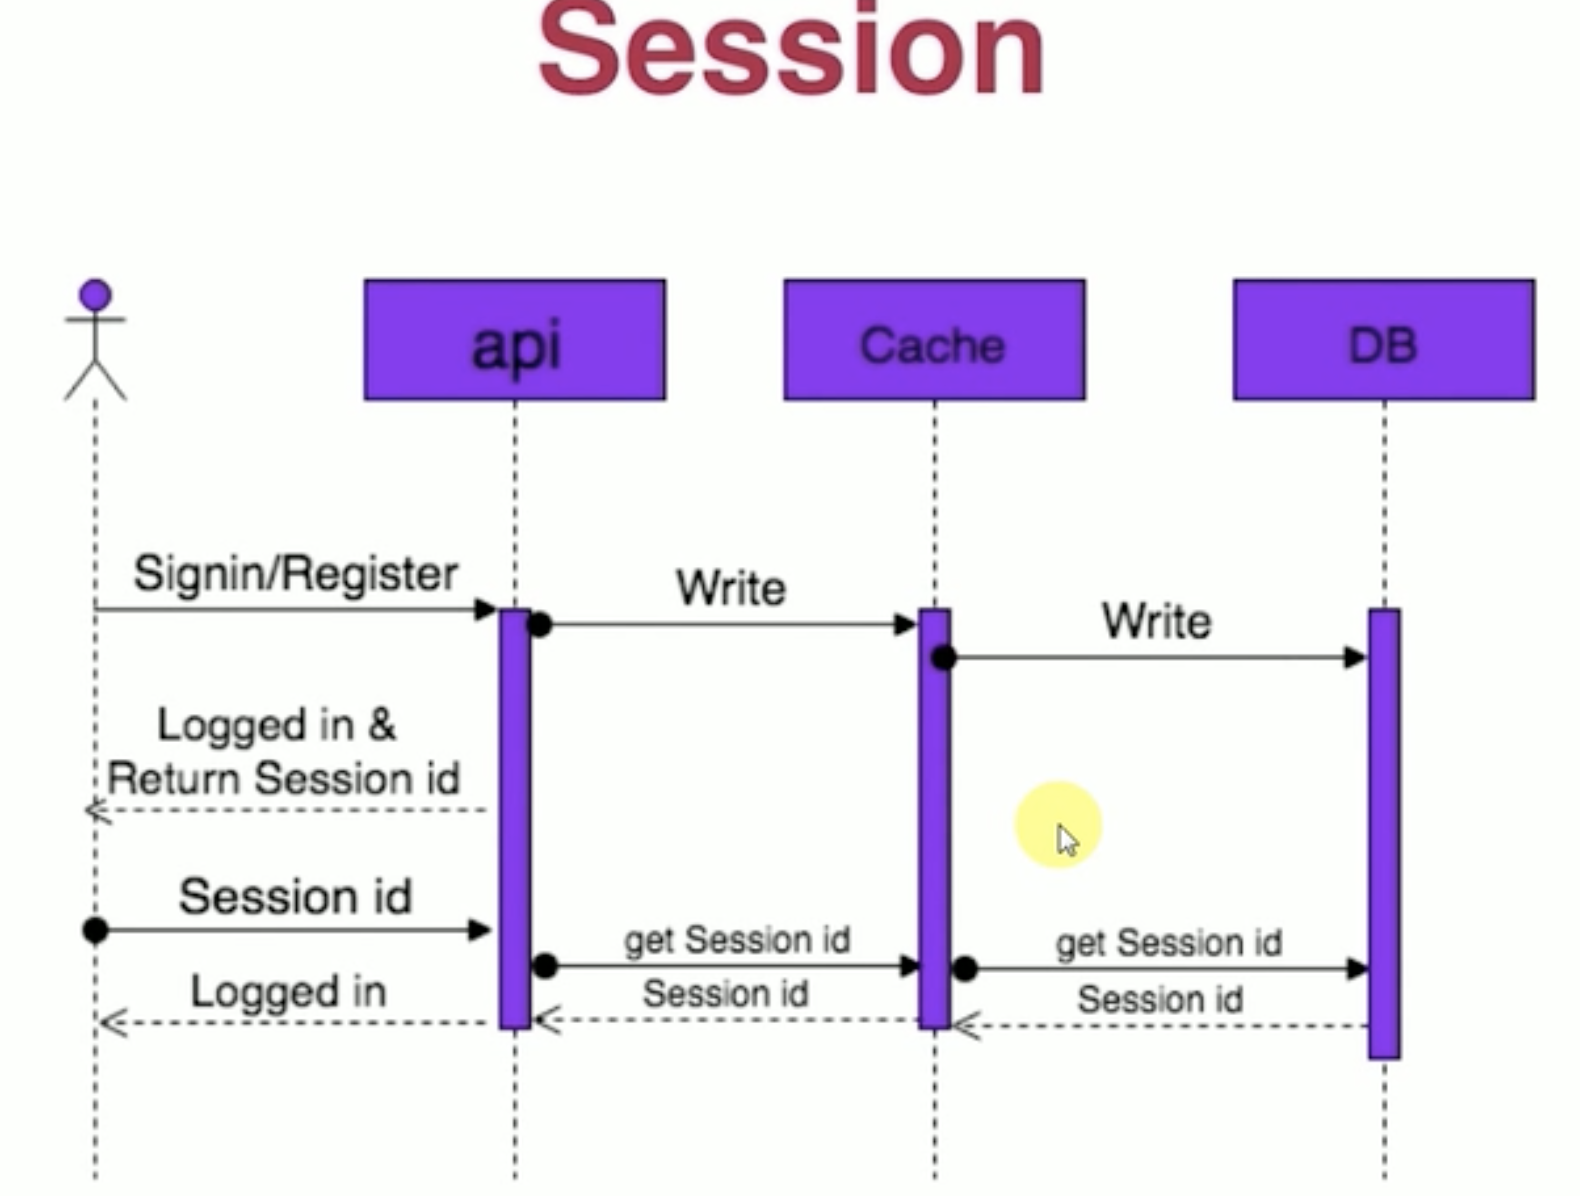 Session
api
Cache
DB
Signin/Register
Write
Write
Logged in &
Return Session id
Session id
get Session id
get Session id
Logged in
Session id
Session id